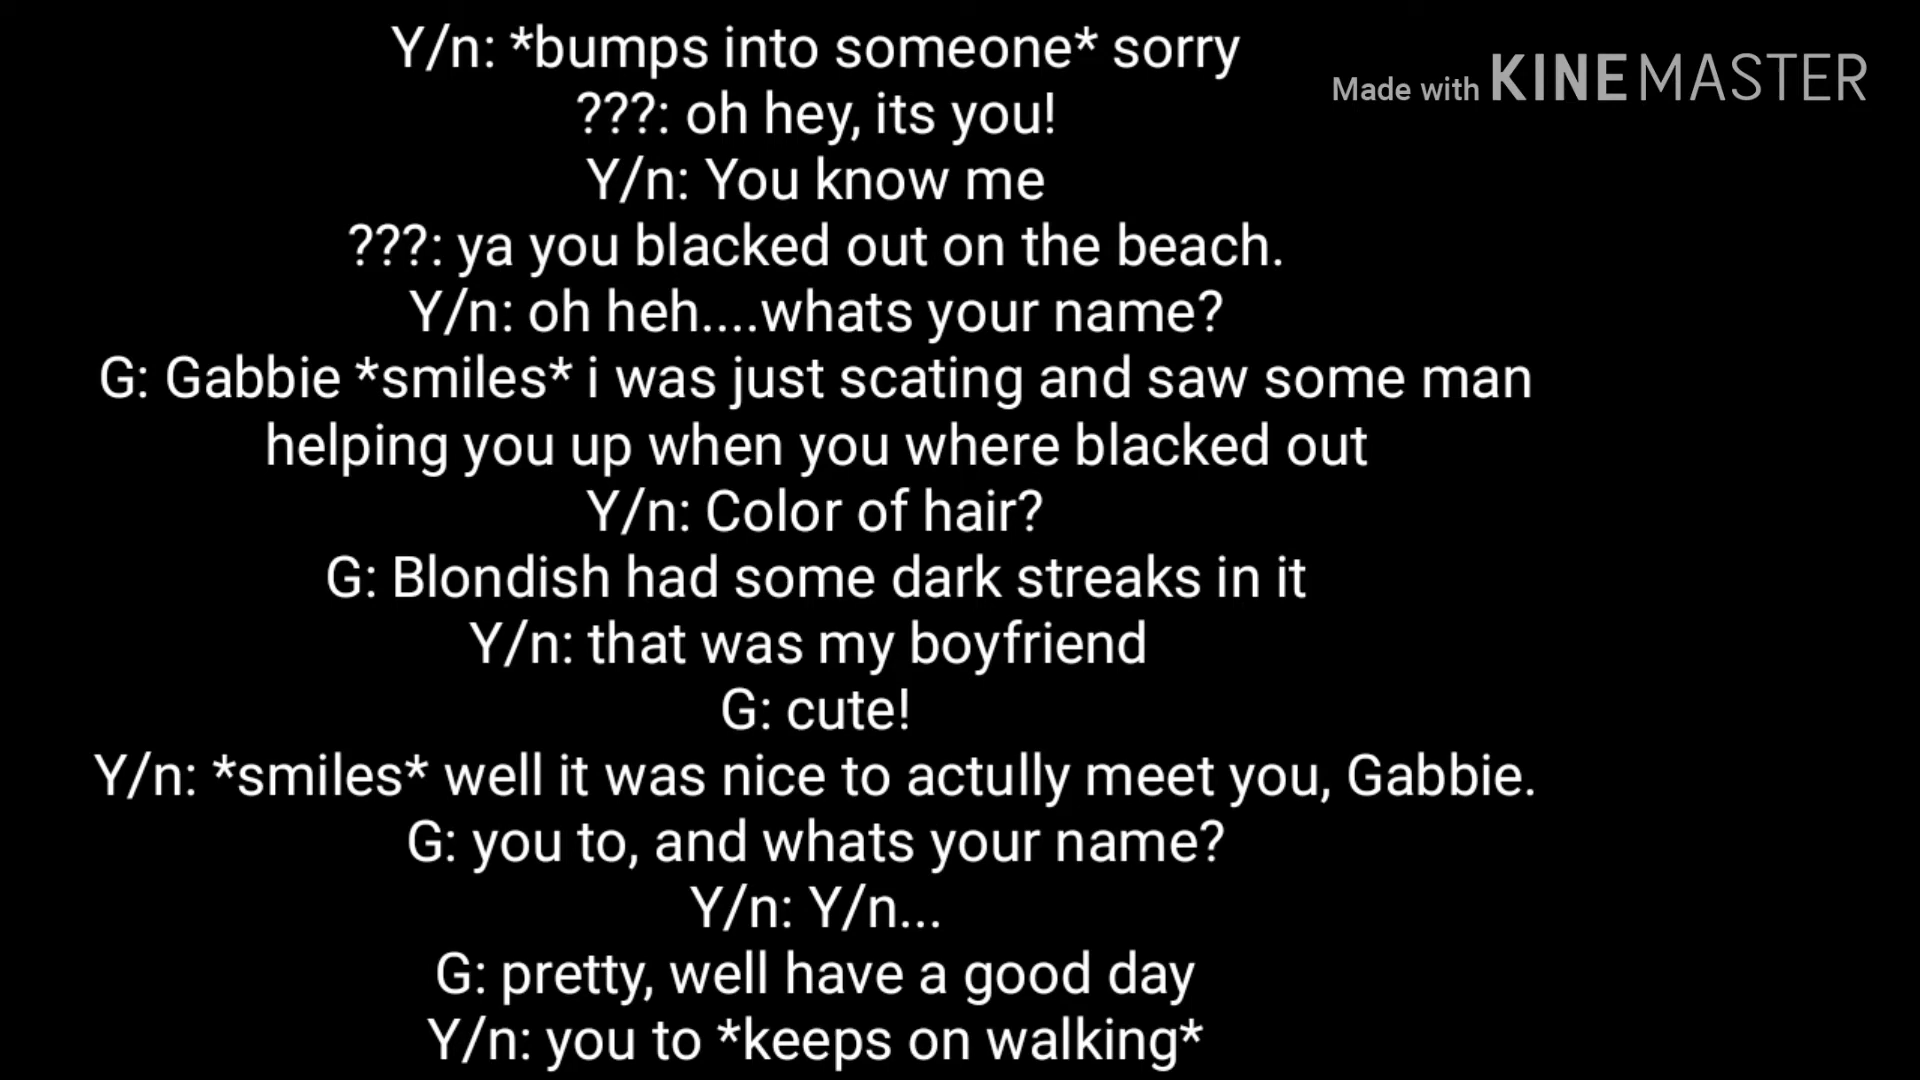 Y/n: *bumps into someone* sorry
Made with KINEMASTER
???: oh hey, its you!
Y/n: You know me
???: ya you blacked out on the beach.
Y/n: oh heh....whats your name?
G: Gabbie *smiles* i was just scating and saw some man
helping you up when you where blacked out
Y/n: Color of hair?
G: Blondish had some dark streaks in it
Y/n: that was my boyfriend
G: cute!
Y/n: *smiles* well it was nice to actully meet you, Gabbie.
G: you to, and whats your name?
Y/n: Y/n...
G: pretty, well have a good day
Y/n: you to *keeps on walking*